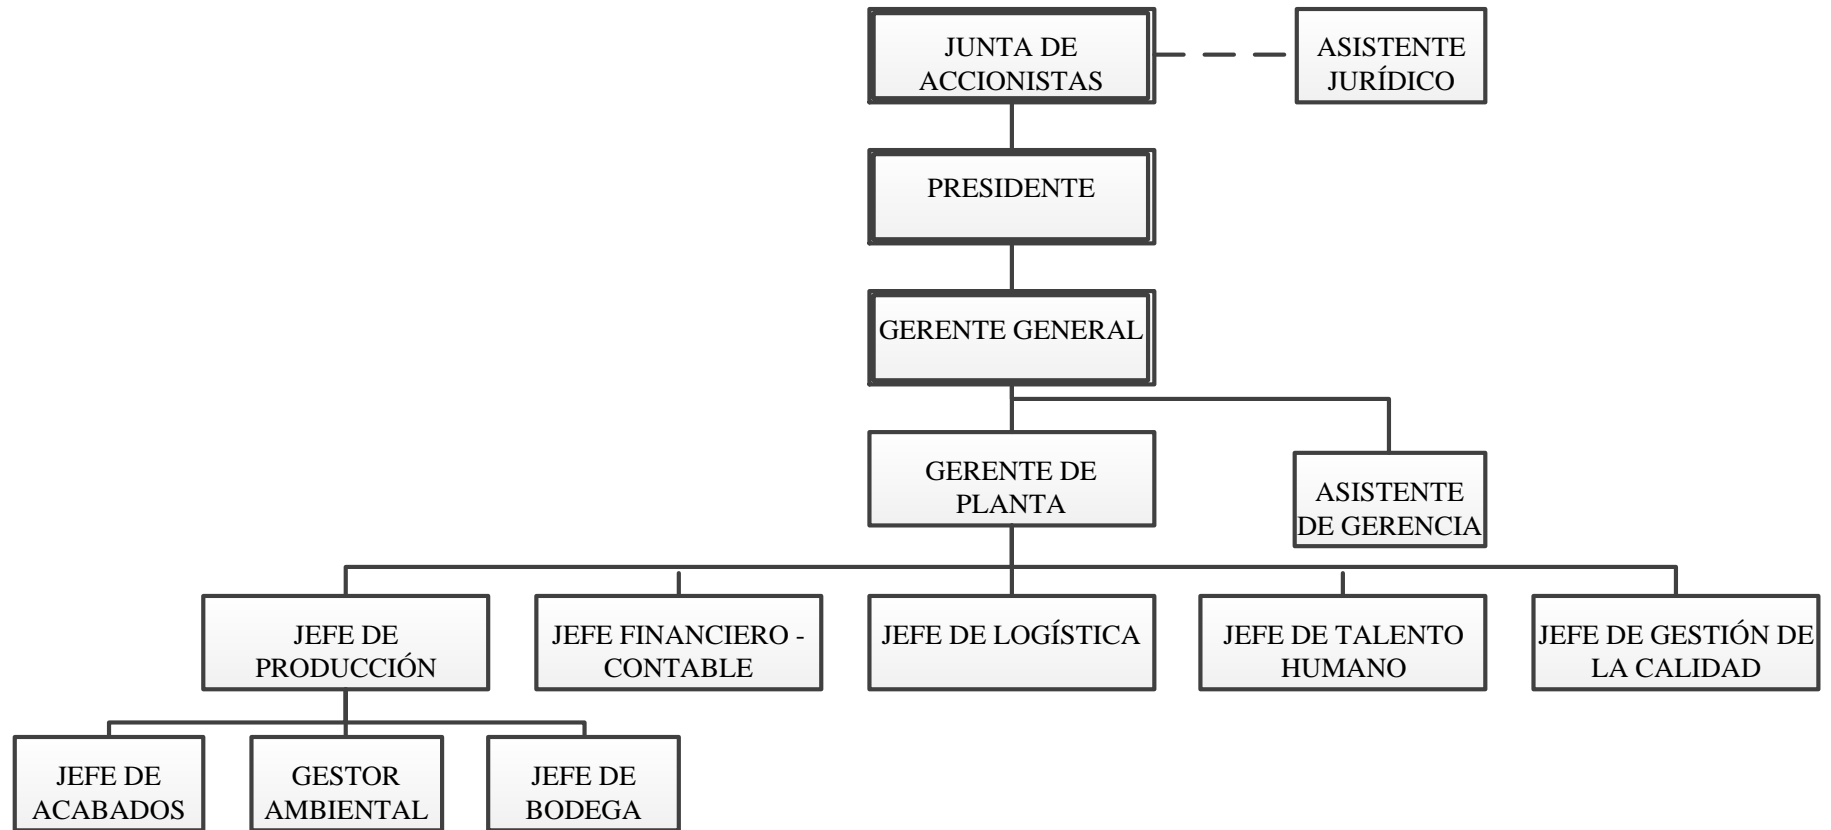 JUNTA DE
ACCIONISTAS
ASISTENTE
JURÍDICO
PRESIDENTE
GERENTE GENERAL
GERENTE DE
PLANTA
ASISTENTE
DE GERENCIA
JEFE DE
PRODUCCIÓN
JEFE FINANCIERO -
CONTABLE
JEFE DE LOGÍSTICA
JEFE DE TALENTO
HUMANO
JEFE DE GESTIÓN DE
LA CALIDAD
JEFE DE
ACABADOS
GESTOR
AMBIENTAL
JEFE DE
BODEGA